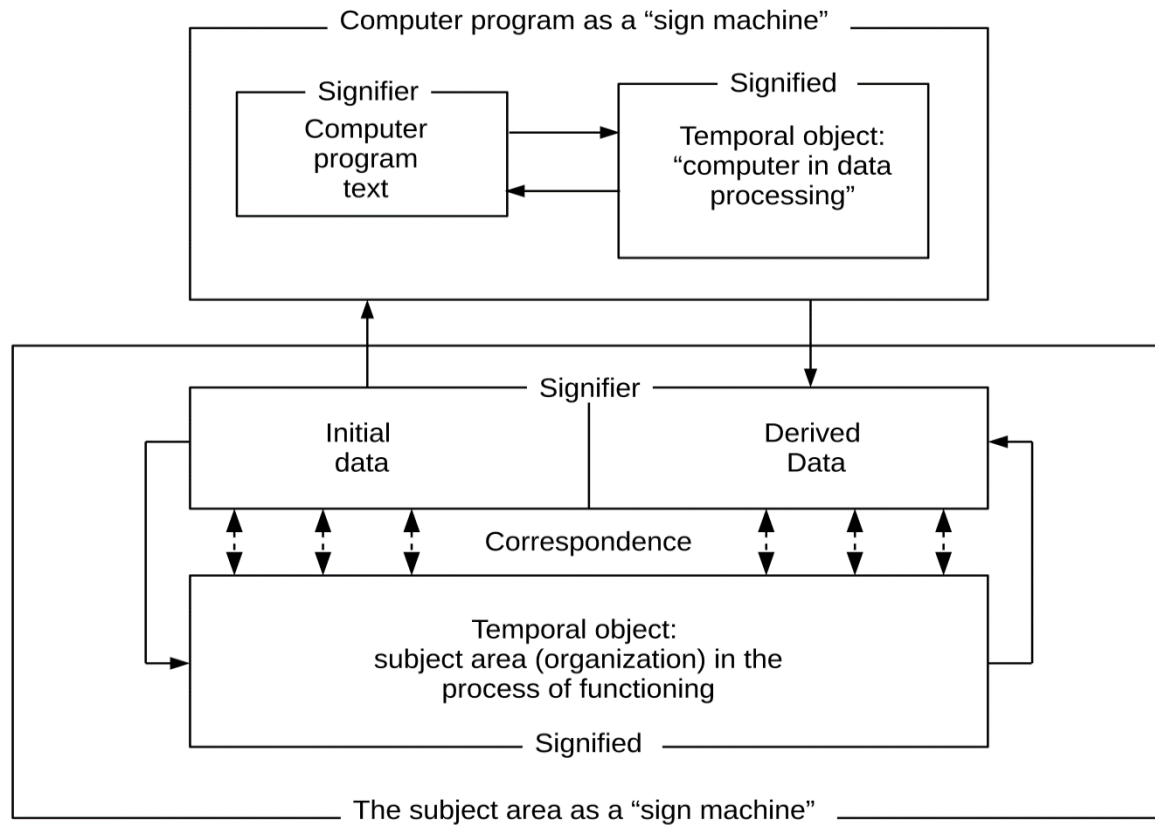 Computer program as a “sign machine”
Signifier
Computer
program
text
Signified
Temporal object:
“computer in data
processing”
Signifier
Initial
data
Derived
Data
Correspondence
Temporal object:
subject area (organization) in the
process of functioning
Signified
The subject area as a “sign machine”